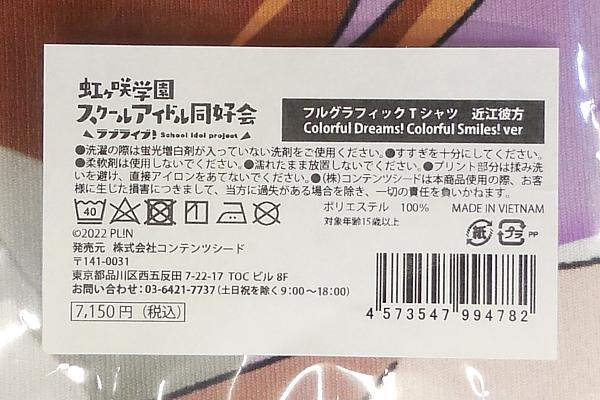 虹ヶ咲学園
スクールアイドル同好会
ラブライブ! School idol project
フルグラフィックTシャツ 近江彼方
Colorful Dreams! Colorful Smiles! ver
●洗濯の際は蛍光増白剤が入っていない洗剤をご使用ください。●すすぎを十分にしてください。
●柔軟剤は使用しないでください。●濡れたまま放置しないでください。●プリント部分は揉み洗
いを避け、直接アイロンをあてないでください。●(株)コンテンツシードは本商品使用の際、お客
様に生じた損害につきまして、当方に過失がある場合を除き、一切の責任を負いかねます。
40
ポリエステル 100% MADE IN VIETNAM
対象年齢15歳以上
©2022 PL!N
紙 プラ PP
発売元 株式会社コンテンツシード
〒141-0031
東京都品川区西五反田 7-22-17 TOC ビル 8F
お問い合わせ:03-6421-7737(土日祝を除く9:00〜18:00)
7,150円(税込)
4 573547 994782